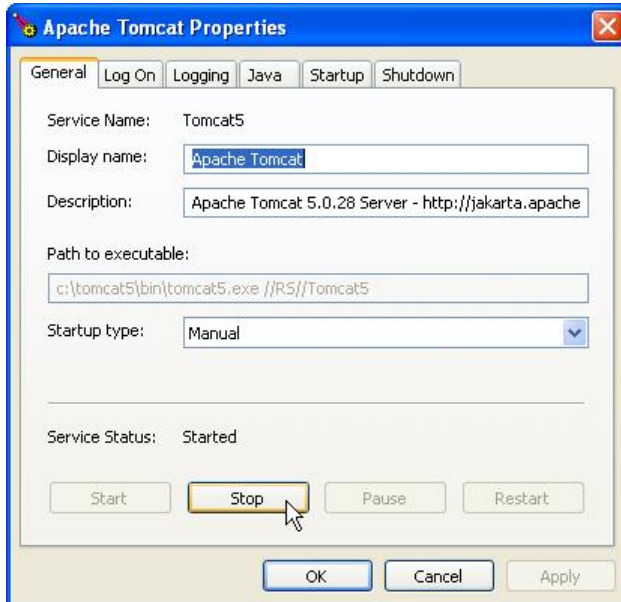 Apache Tomcat Properties
General Log On Logging Java Startup Shutdown
Service Name: Tomcat5
Display name: Apache Tomcat
Description: Apache Tomcat 5.0.28 Server - http://jakarta.apache
Path to executable:
c:\tomcat5\bin\tomcat5.exe //RS//Tomcat5
Startup type: Manual
Service Status: Started
Start Stop Pause Restart
OK Cancel Apply